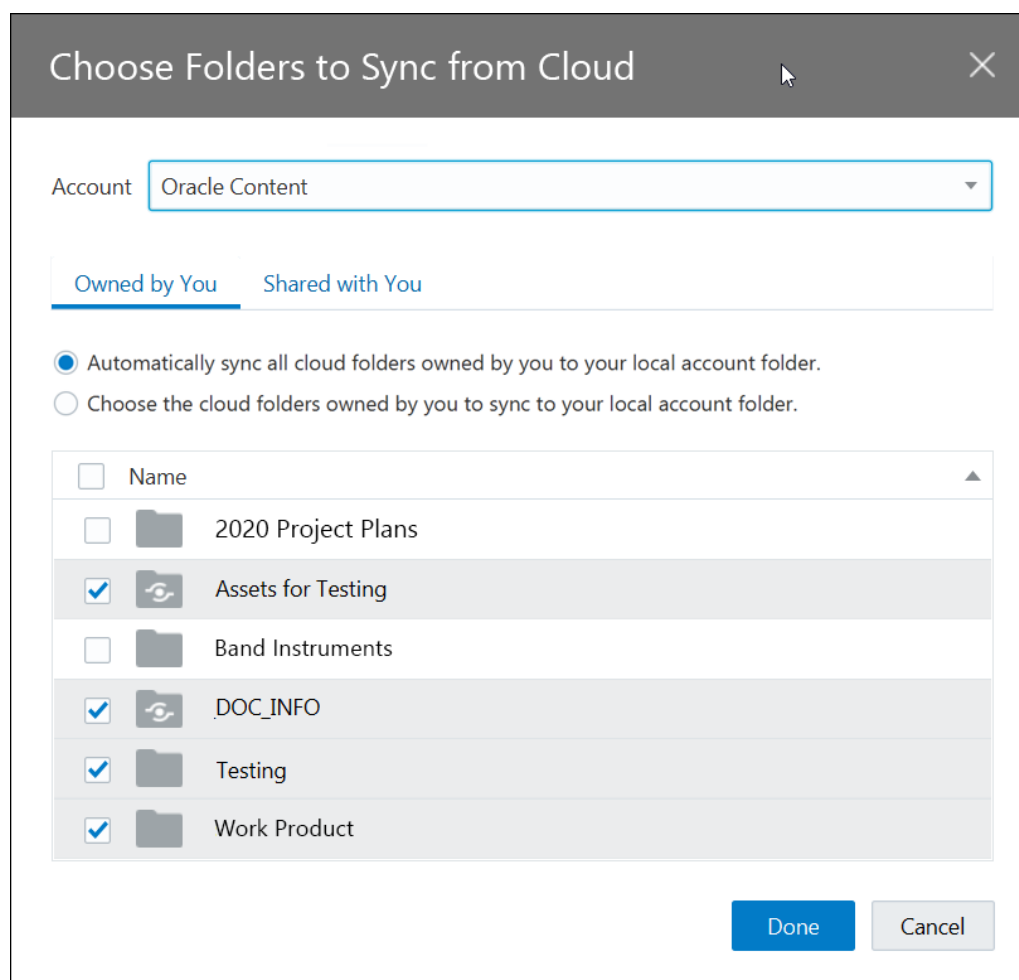 Choose Folders to Sync from Cloud
Account Oracle Content
Owned by You Shared with You
Automatically sync all cloud folders owned by you to your local account folder.
Choose the cloud folders owned by you to sync to your local account folder.
Name
2020 Project Plans
Assets for Testing
Band Instruments
DOC_INFO
Testing
Work Product
Done Cancel